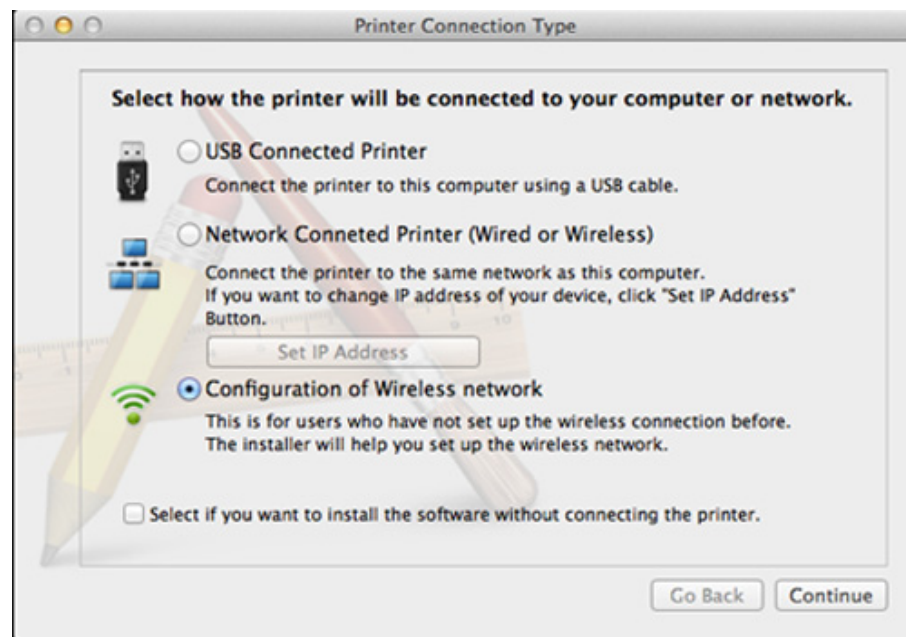 Printer Connection Type
Select how the printer will be connected to your computer or network.
USB Connected Printer
Connect the printer to this computer using a USB cable.
Network Conneted Printer (Wired or Wireless)
Connect the printer to the same network as this computer.
If you want to change IP address of your device, click "Set IP Address"
Button.
Set IP Address
Configuration of Wireless network
This is for users who have not set up the wireless connection before.
The installer will help you set up the wireless network.
Select if you want to install the software without connecting the printer.
Go Back
Continue